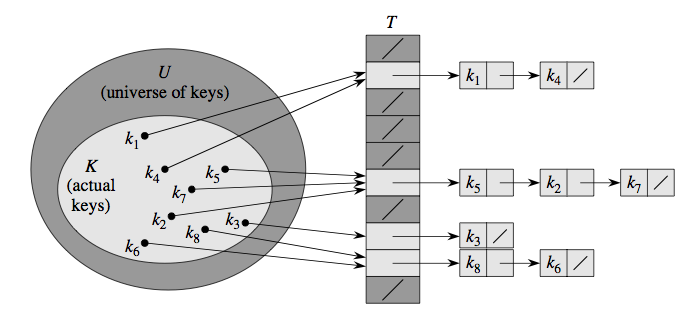 T
U
(universe of keys)
K
(actual
keys)
k1
k4
k5
k7
k2
k3
k8
k6
k1
k4
k5
k2
k7
k3
k8
k6